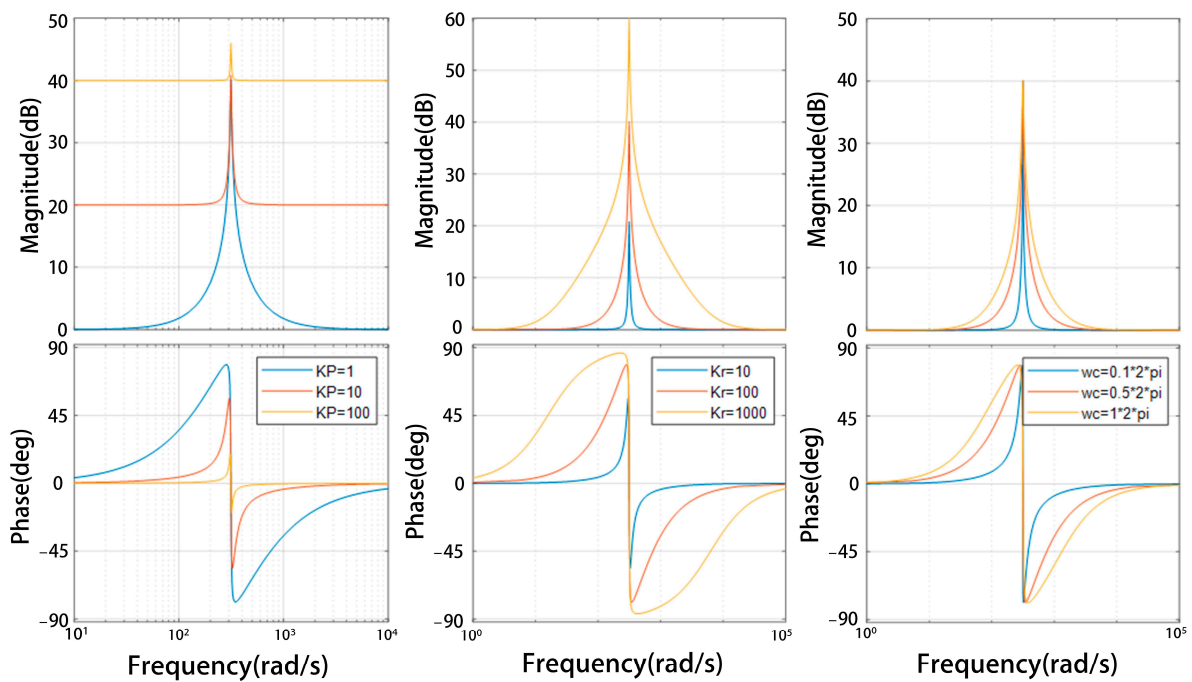 50
40
30
20
10
0
Magnitude(dB)
60
50
40
30
20
10
0
Magnitude(dB)
50
40
30
20
10
0
Magnitude(dB)
90
45
0
−45
−90
Phase(deg)
KP=1
KP=10
KP=100
10¹ 10² 10³ 10⁴
Frequency(rad/s)
90
45
0
−45
−90
Phase(deg)
Kr=10
Kr=100
Kr=1000
10⁰ 10⁵
Frequency(rad/s)
90
45
0
−45
−90
Phase(deg)
wc=0.1*2*pi
wc=0.5*2*pi
wc=1*2*pi
10⁰ 10⁵
Frequency(rad/s)